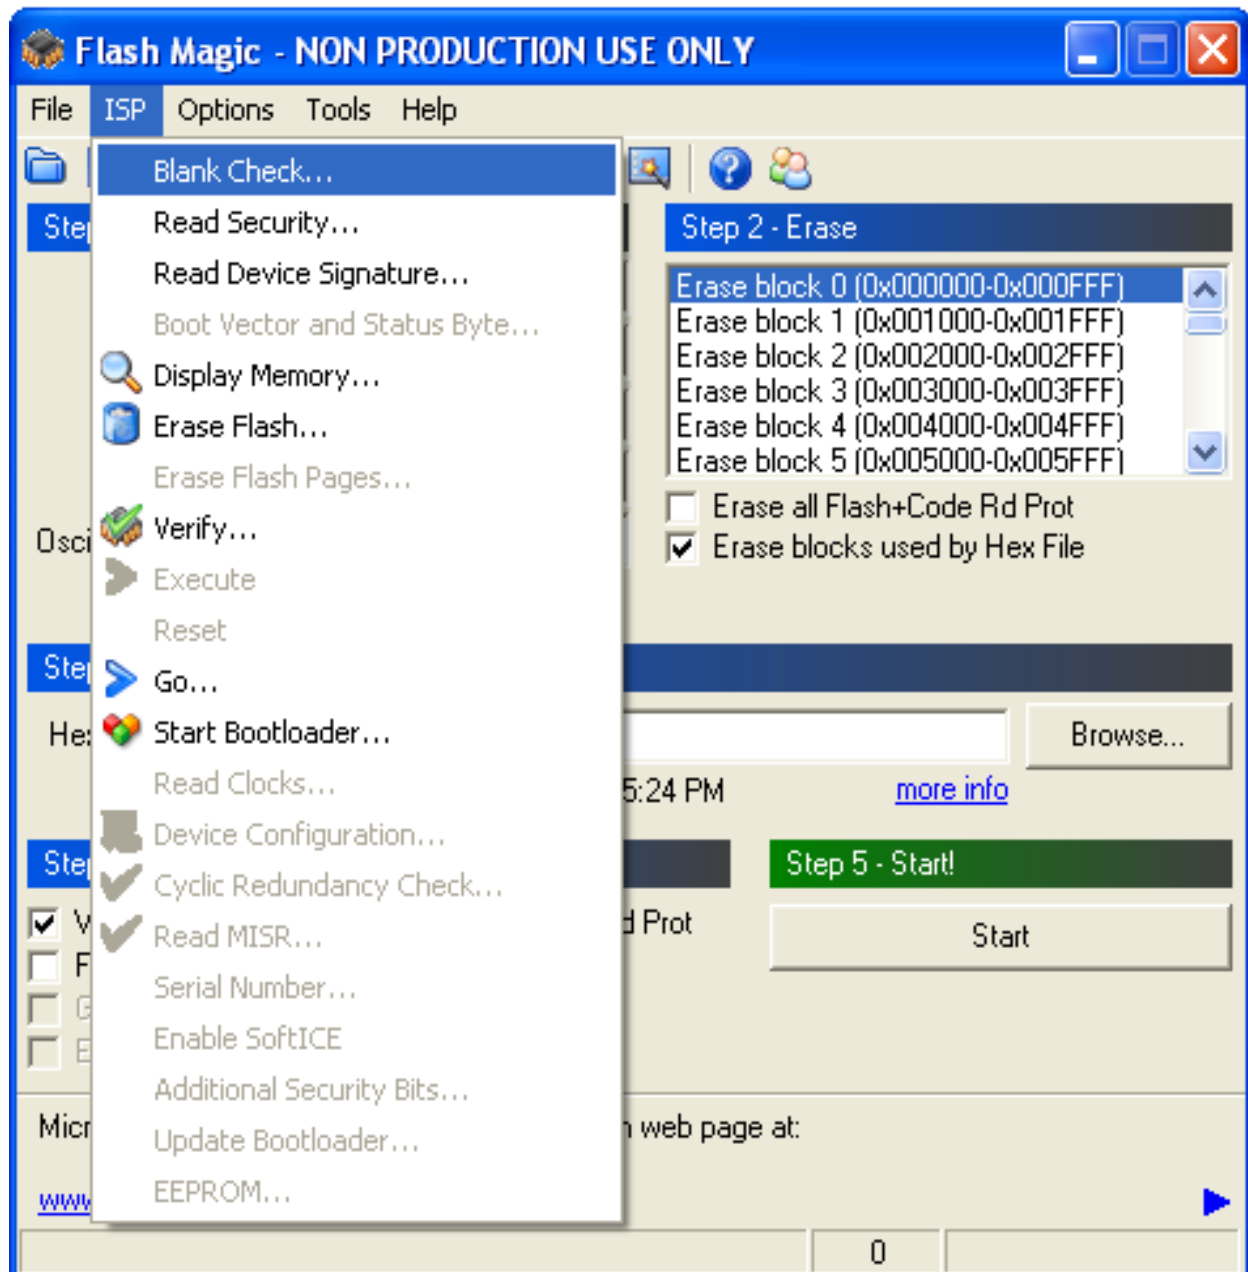 Flash Magic - NON PRODUCTION USE ONLY
File ISP Options Tools Help
Blank Check...
Read Security...
Read Device Signature...
Boot Vector and Status Byte...
Display Memory...
Erase Flash...
Erase Flash Pages...
Verify...
Execute
Reset
Go...
Start Bootloader...
Read Clocks...
Device Configuration...
Cyclic Redundancy Check...
Read MISR...
Serial Number...
Enable SoftICE
Additional Security Bits...
Update Bootloader...
EEPROM...
Step 2 - Erase
Erase block 0 (0x000000-0x000FFF)
Erase block 1 (0x001000-0x001FFF)
Erase block 2 (0x002000-0x002FFF)
Erase block 3 (0x003000-0x003FFF)
Erase block 4 (0x004000-0x004FFF)
Erase block 5 (0x005000-0x005FFF)
Erase all Flash+Code Rd Prot
Erase blocks used by Hex File
Osci
Browse...
5:24 PM
more info
Step 5 - Start!
d Prot
Start
Micr
web page at:
www
0